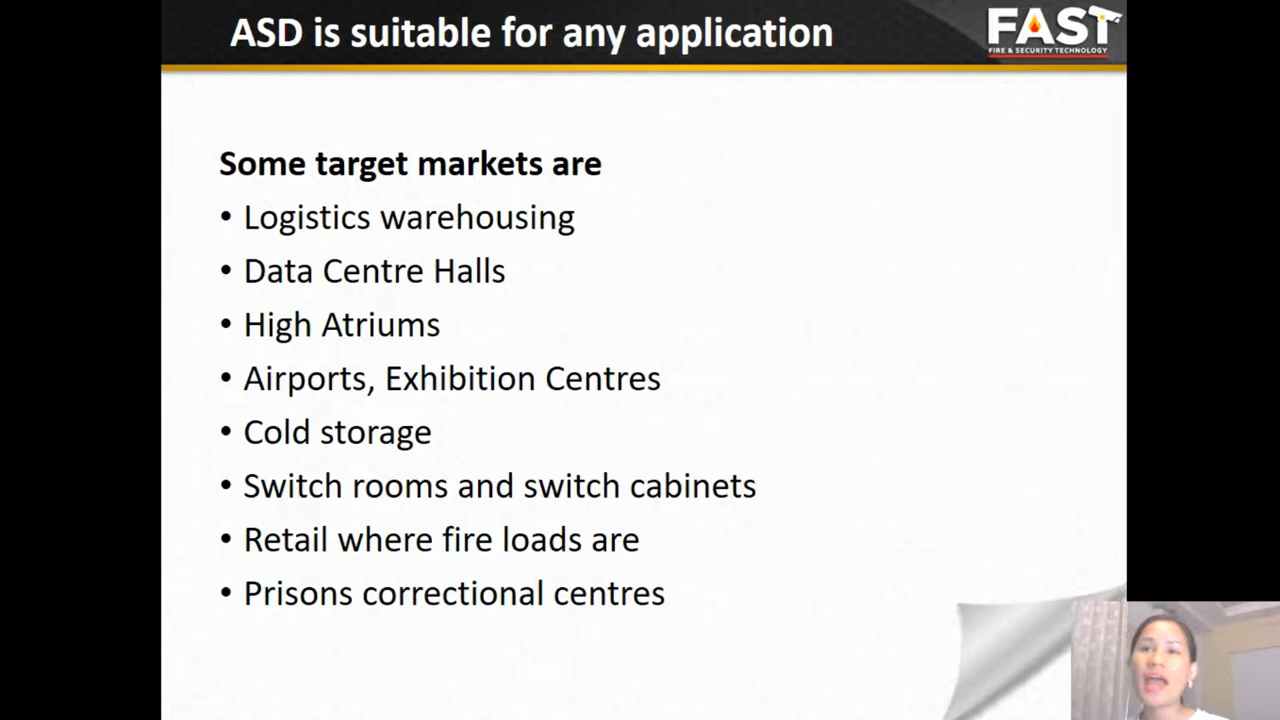 ASD is suitable for any application
FAST
FIRE & SECURITY TECHNOLOGY
Some target markets are
• Logistics warehousing
• Data Centre Halls
• High Atriums
• Airports, Exhibition Centres
• Cold storage
• Switch rooms and switch cabinets
• Retail where fire loads are
• Prisons correctional centres